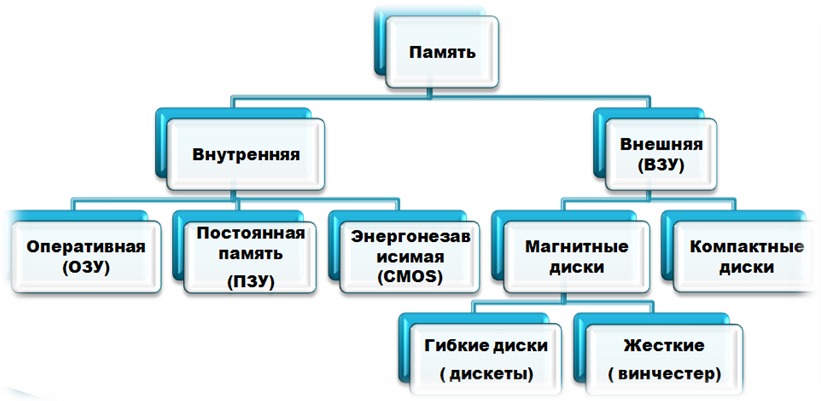 Память
Внутренняя
Внешняя
(ВЗУ)
Оперативная
(ОЗУ)
Постоянная
память
(ПЗУ)
Энергонезав
исимая
(CMOS)
Магнитные
диски
Компактные
диски
Гибкие диски
( дискеты)
Жесткие
( винчестер)